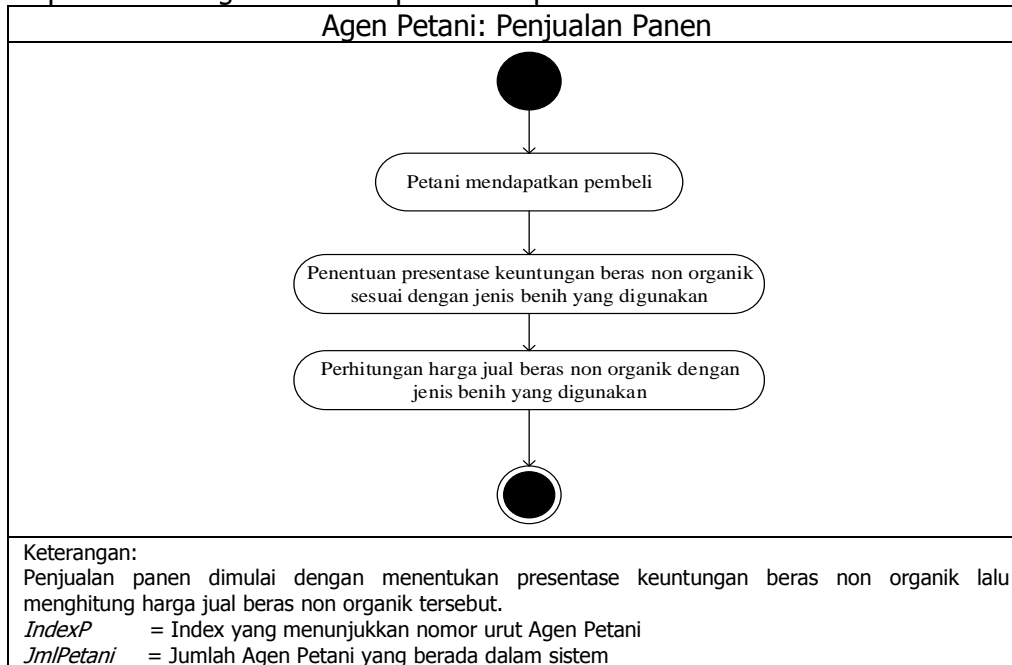 Agen Petani: Penjualan Panen
Petani mendapatkan pembeli
Penentuan presentase keuntungan beras non organik
sesuai dengan jenis benih yang digunakan
Perhitungan harga jual beras non organik dengan
jenis benih yang digunakan
Keterangan:
Penjualan panen dimulai dengan menentukan presentase keuntungan beras non organik lalu
menghitung harga jual beras non organik tersebut.
IndexP = Index yang menunjukkan nomor urut Agen Petani
JmlPetani = Jumlah Agen Petani yang berada dalam sistem